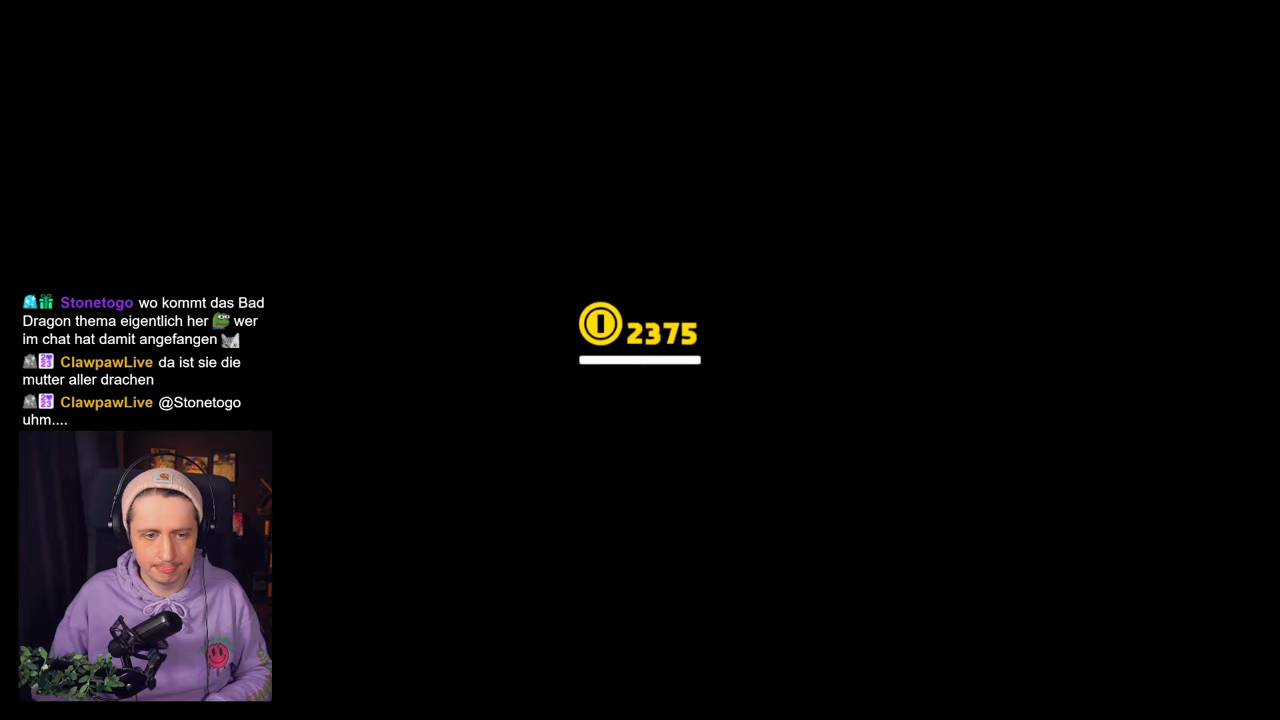 Stonetogo wo kommt das Bad
Dragon thema eigentlich her wer
im chat hat damit angefangen
ClawpawLive da ist sie die
mutter aller drachen
ClawpawLive @Stonetogo
uhm....
2375